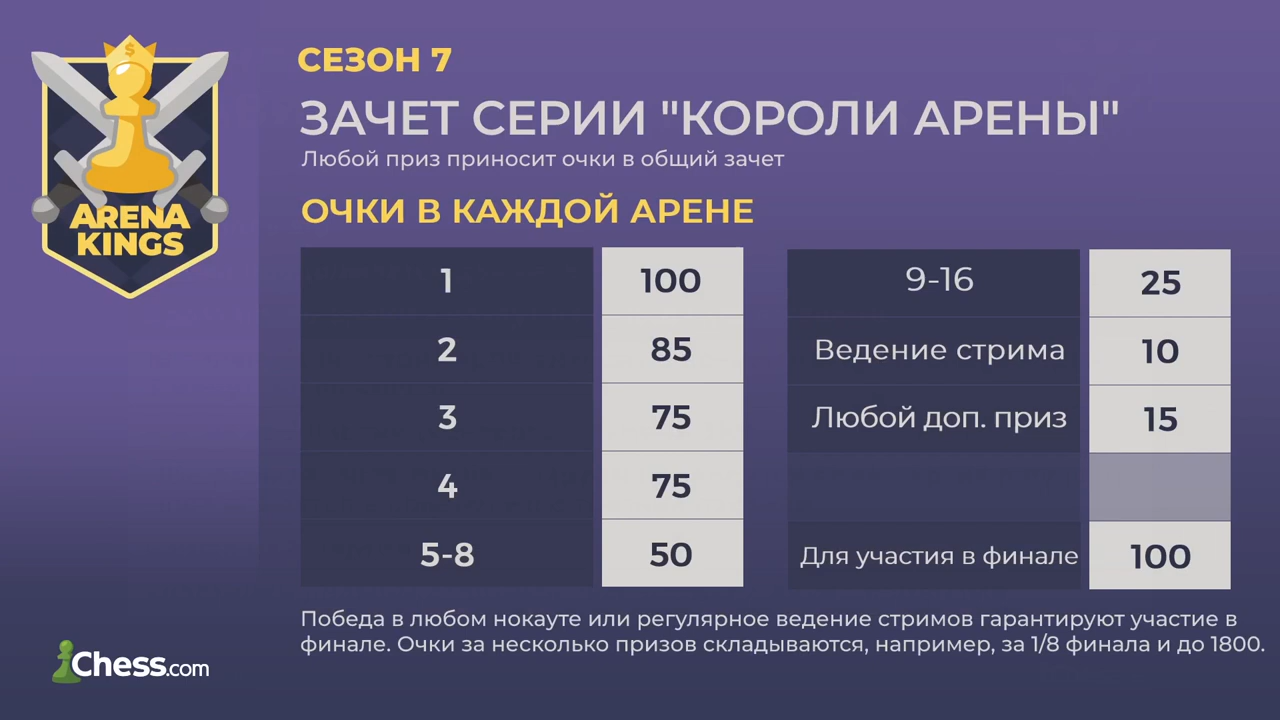 СЕЗОН 7
ЗАЧЕТ СЕРИИ "КОРОЛИ АРЕНЫ"
Любой приз приносит очки в общий зачет
ОЧКИ В КАЖДОЙ АРЕНЕ
$
ARENA
KINGS
1 100
2 85
3 75
4 75
5-8 50
9-16 25
Ведение стрима 10
Любой доп. приз 15
Для участия в финале 100
Победа в любом нокауте или регулярное ведение стримов гарантируют участие в
финале. Очки за несколько призов складываются, например, за 1/8 финала и до 1800.
Chess.com